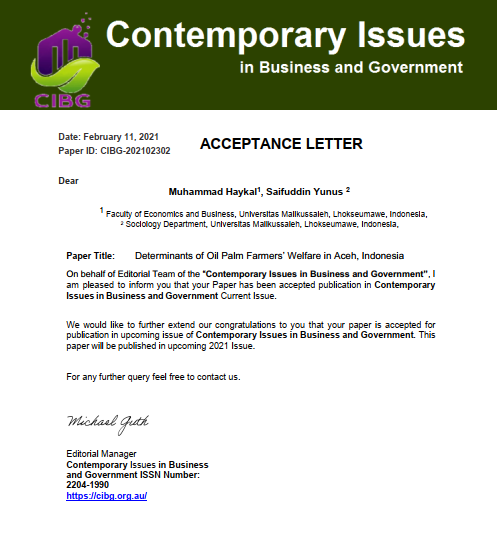 Contemporary Issues
in Business and Government
CIBG
Date: February 11, 2021
ACCEPTANCE LETTER
Paper ID: CIBG-202102302
Dear
Muhammad Haykal¹, Saifuddin Yunus ²
¹ Faculty of Economics and Business, Universitas Malikussaleh, Lhokseumawe, Indonesia,
² Sociology Department, Universitas Malikussaleh, Lhokseumawe, Indonesia,
Paper Title: Determinants of Oil Palm Farmers' Welfare in Aceh, Indonesia
On behalf of Editorial Team of the "Contemporary Issues in Business and Government", I
am pleased to inform you that your Paper has been accepted publication in Contemporary
Issues in Business and Government Current Issue.
We would like to further extend our congratulations to you that your paper is accepted for
publication in upcoming issue of Contemporary Issues in Business and Government. This
paper will be published in upcoming 2021 Issue.
For any further query feel free to contact us.
Michael Guth
Editorial Manager
Contemporary Issues in Business
and Government ISSN Number:
2204-1990
https://cibg.org.au/